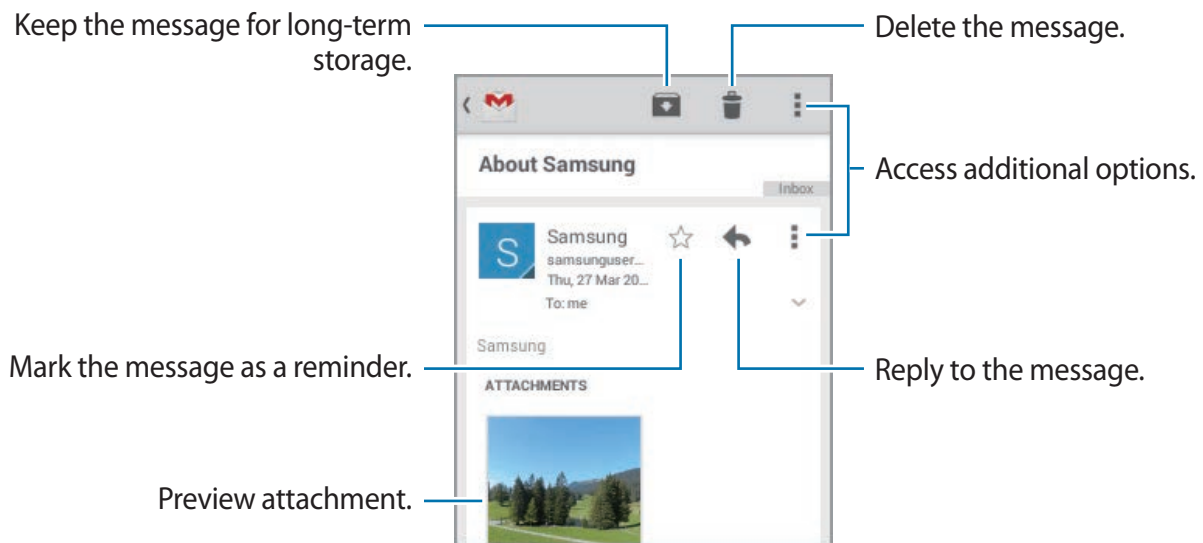 Keep the message for long-term
storage.
Delete the message.
About Samsung
Inbox
Access additional options.
S
Samsung
samsunguser...
Thu, 27 Mar 20...
To: me
Samsung
Mark the message as a reminder.
Reply to the message.
ATTACHMENTS
Preview attachment.